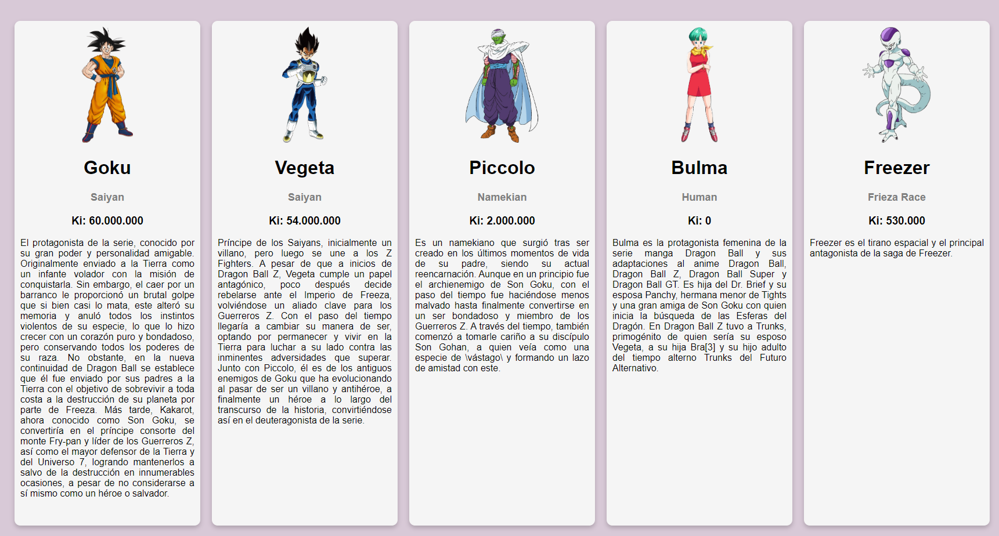 Goku
Saiyan
Ki: 60.000.000
El protagonista de la serie, conocido por
su gran poder y personalidad amigable.
Originalmente enviado a la Tierra como
un infante volador con la misión de
conquistarla. Sin embargo, el caer por un
barranco le proporcionó un brutal golpe
que si bien casi lo mata, este alteró su
memoria y anuló todos los instintos
violentos de su especie, lo que lo hizo
crecer con un corazón puro y bondadoso,
pero conservando todos los poderes de
su raza. No obstante, en la nueva
continuidad de Dragon Ball se establece
que él fue enviado por sus padres a la
Tierra con el objetivo de sobrevivir a toda
costa a la destrucción de su planeta por
parte de Freeza. Más tarde, Kakarot,
ahora conocido como Son Goku, se
convertiría en el príncipe consorte del
monte Fry-pan y líder de los Guerreros Z,
así como el mayor defensor de la Tierra y
del Universo 7, logrando mantenerlos a
salvo de la destrucción en innumerables
ocasiones, a pesar de no considerarse a
sí mismo como un héroe o salvador.
Vegeta
Saiyan
Ki: 54.000.000
Príncipe de los Saiyans, inicialmente un
villano, pero luego se une a los Z
Fighters. A pesar de que a inicios de
Dragon Ball Z, Vegeta cumple un papel
antagónico, poco después decide
rebelarse ante el Imperio de Freeza,
volviéndose un aliado clave para los
Guerreros Z. Con el paso del tiempo
llegaría a cambiar su manera de ser,
optando por permanecer y vivir en la
Tierra para luchar a su lado contra las
inminentes adversidades que superar.
Junto con Piccolo, él es de los antiguos
enemigos de Goku que ha evolucionando
al pasar de ser un villano y antihéroe, a
finalmente un héroe a lo largo del
transcurso de la historia, convirtiéndose
así en el deuteragonista de la serie.
Piccolo
Namekian
Ki: 2.000.000
Es un namekiano que surgió tras ser
creado en los últimos momentos de vida
de su padre, siendo su actual
reencarnación. Aunque en un principio fue
el archienemigo de Son Goku, con el
paso del tiempo fue haciéndose menos
malvado hasta finalmente convertirse en
un ser bondadoso y miembro de los
Guerreros Z. A través del tiempo, también
comenzó a tomarle cariño a su discípulo
Son Gohan, a quien veía como una
especie de \vástago\ y formando un lazo
de amistad con este.
Bulma
Human
Ki: 0
Bulma es la protagonista femenina de la
serie manga Dragon Ball y sus
adaptaciones al anime Dragon Ball,
Dragon Ball Z, Dragon Ball Super y
Dragon Ball GT. Es hija del Dr. Brief y su
esposa Panchy, hermana menor de Tights
y una gran amiga de Son Goku con quien
inicia la búsqueda de las Esferas del
Dragón. En Dragon Ball Z tuvo a Trunks,
primogénito de quien sería su esposo
Vegeta, a su hija Bra[3] y su hijo adulto
del tiempo alterno Trunks del Futuro
Alternativo.
Freezer
Frieza Race
Ki: 530.000
Freezer es el tirano espacial y el principal
antagonista de la saga de Freezer.